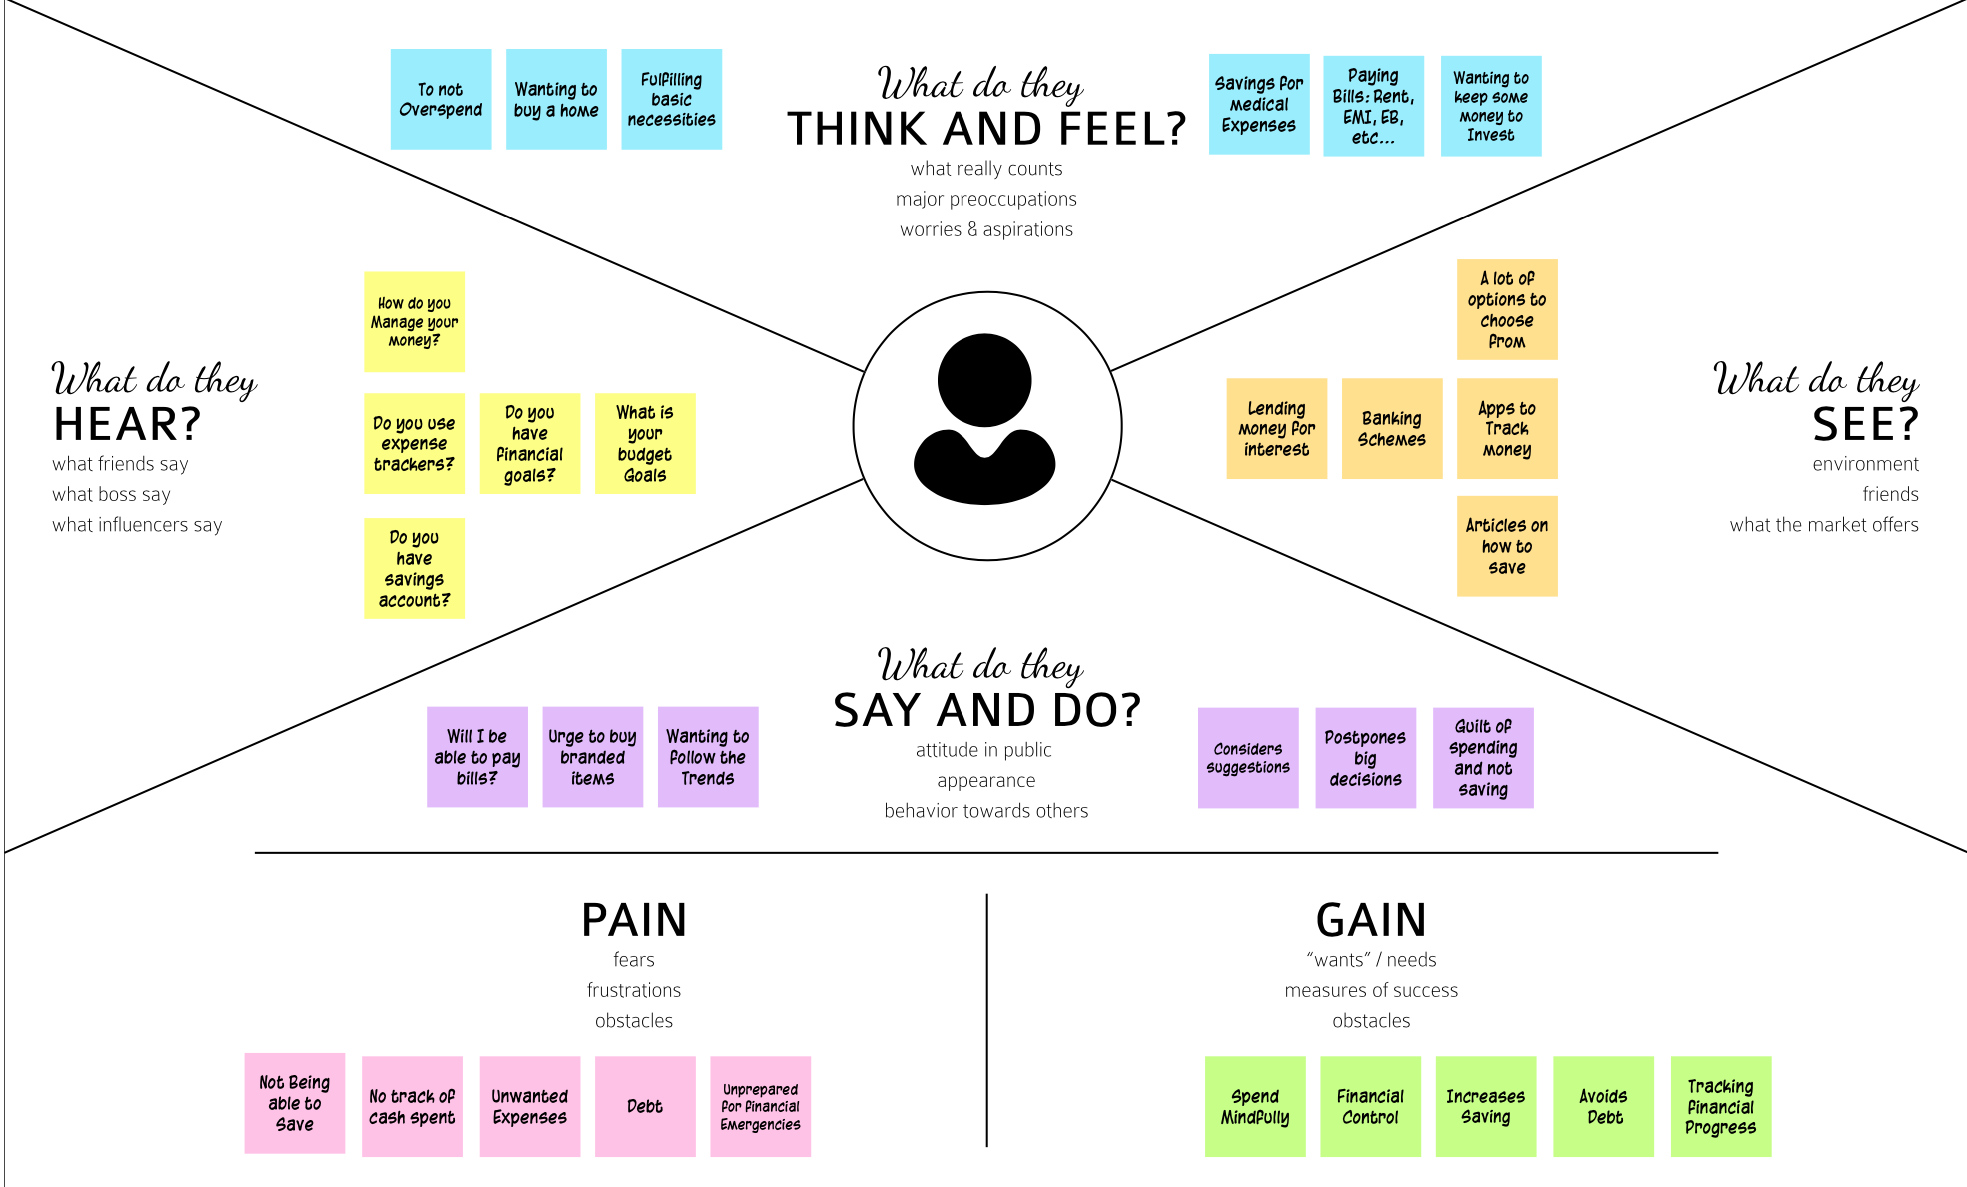 What do they
THINK AND FEEL?
what really counts
major preoccupations
worries & aspirations
To not
Overspend
Wanting to
buy a home
Fulfilling
basic
necessities
Savings for
Medical
Expenses
Paying
Bills: Rent,
EMI, EB,
etc...
Wanting to
keep some
money to
Invest
What do they
HEAR?
what friends say
what boss say
what influencers say
How do you
Manage your
money?
Do you use
expense
trackers?
Do you
have
financial
goals?
What is
your
budget
Goals
Do you
have
savings
account?
What do they
SEE?
environment
friends
what the market offers
A lot of
options to
choose
from
Lending
money for
interest
Banking
Schemes
Apps to
Track
money
Articles on
how to
save
What do they
SAY AND DO?
attitude in public
appearance
behavior towards others
Will I be
able to pay
bills?
Urge to buy
branded
items
Wanting to
follow the
Trends
Considers
suggestions
Postpones
big
decisions
Guilt of
spending
and not
saving
PAIN
fears
frustrations
obstacles
Not Being
able to
Save
No track of
cash spent
Unwanted
Expenses
Debt
Unprepared
for financial
Emergencies
GAIN
“wants” / needs
measures of success
obstacles
Spend
Mindfully
Financial
Control
Increases
Saving
Avoids
Debt
Tracking
financial
Progress